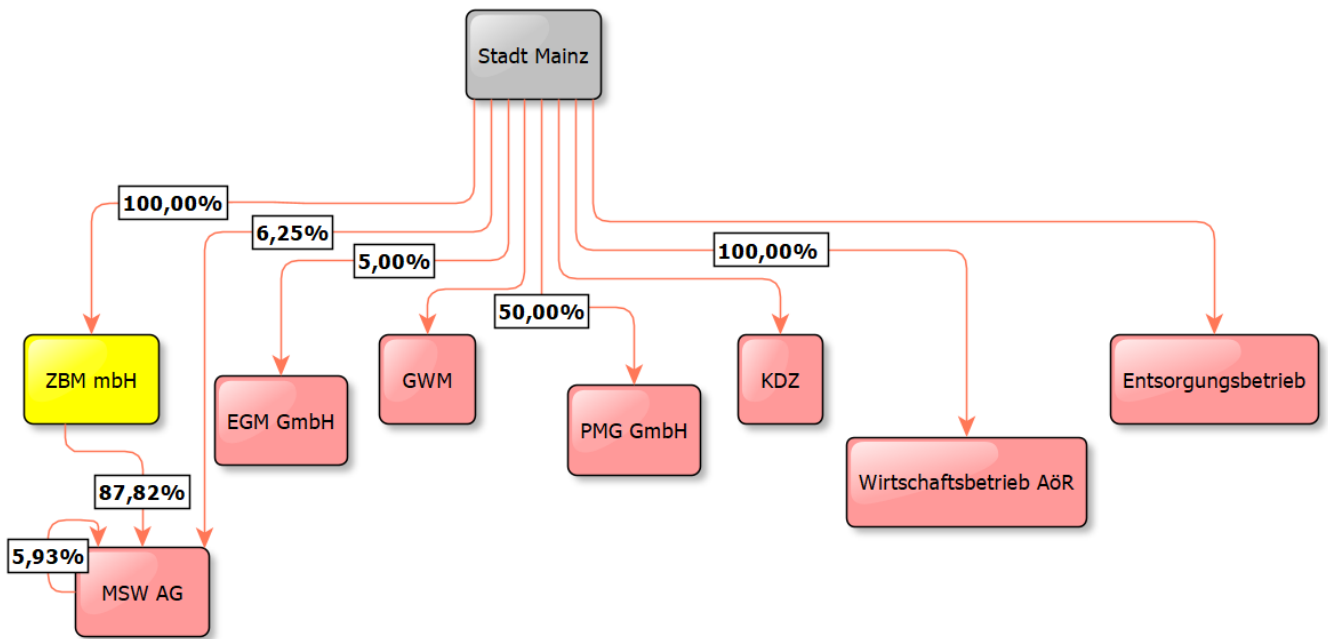 Stadt Mainz
100,00%
6,25%
5,00%
100,00%
50,00%
ZBM mbH
EGM GmbH
GWM
PMG GmbH
KDZ
Wirtschaftsbetrieb AöR
Entsorgungsbetrieb
87,82%
5,93%
MSW AG